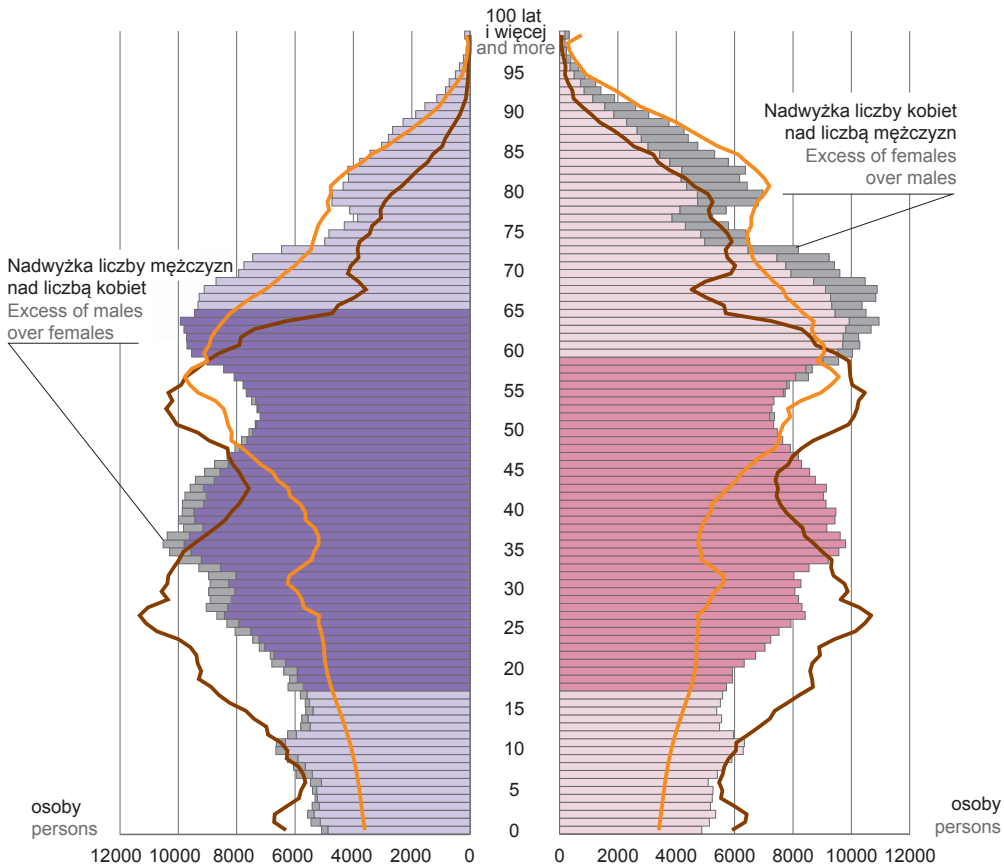 100 lat
i więcej
and more
95
90
85
80
75
70
65
60
55
50
45
40
35
30
25
20
15
10
5
0
Nadwyżka liczby kobiet
nad liczbą mężczyzn
Excess of females
over males
Nadwyżka liczby mężczyzn
nad liczbą kobiet
Excess of males
over females
osoby
persons
osoby
persons
12000 10000 8000 6000 4000 2000 0
0 2000 4000 6000 8000 10000 12000